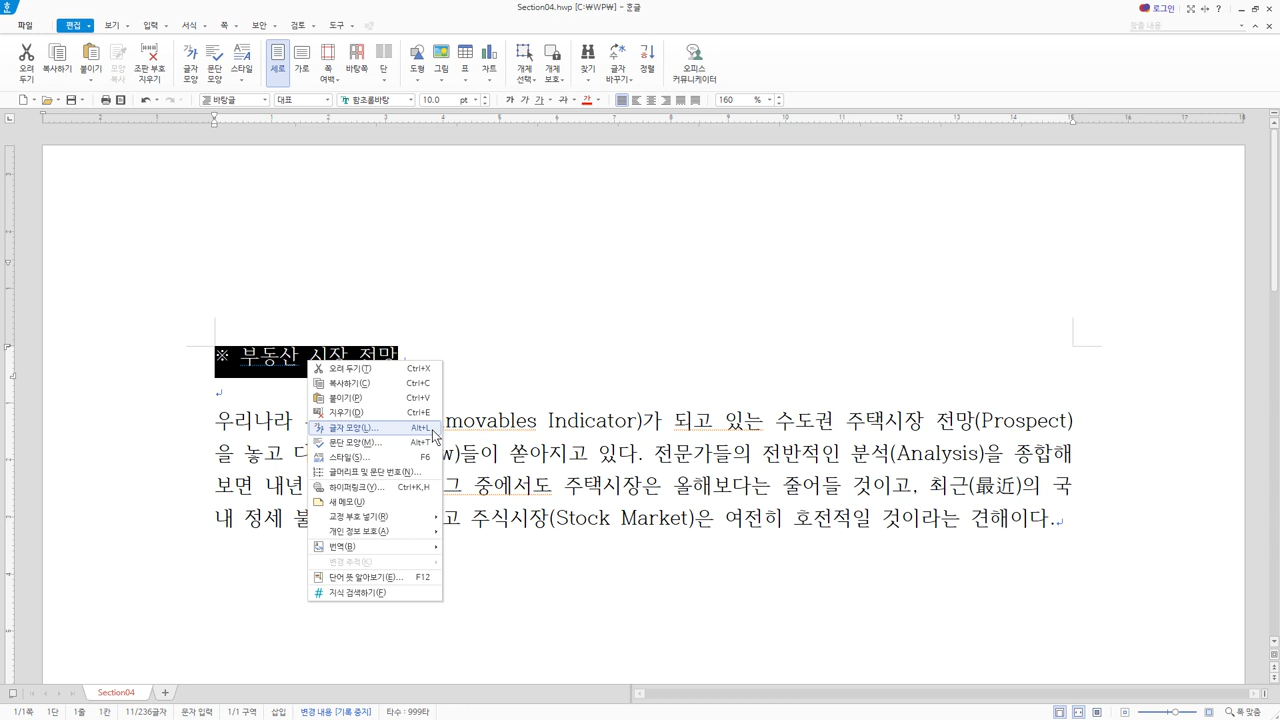 Section04.hwp [C:\WP\] - 흔글
로그인
파일 편집 보기 입력 서식 쪽 보안 검토 도구 찾을 내용
오려 두기 복사하기 붙이기 모양 복사 조판 부호 지우기 글자 모양 문단 모양 스타일 세로 가로 쪽 여백 바탕쪽 단 도형 그림 표 차트 개체 선택 개체 보호 찾기 글자 바꾸기 정렬 오피스 커뮤니케이터
바탕글 대표 함초롬바탕 10.0 pt 가 가 가 가 가 160 %
※ 부동산 시장 전망
오려 두기(T) Ctrl+X
복사하기(C) Ctrl+C
붙이기(P) Ctrl+V
지우기(D) Ctrl+E
글자 모양(L)... Alt+L
문단 모양(M)... Alt+T
스타일(S)... F6
글머리표 및 문단 번호(N)...
하이퍼링크(Y)... Ctrl+K,H
새 메모(U)
교정 부호 넣기(R)
개인 정보 보호(A)
번역(B)
변경 추적(K)
단어 뜻 알아보기(E)... F12
지식 검색하기(F)
우리나라 movables Indicator)가 되고 있는 수도권 주택시장 전망(Prospect)
을 놓고 w)들이 쏟아지고 있다. 전문가들의 전반적인 분석(Analysis)을 종합해
보면 내년 그 중에서도 주택시장은 올해보다는 줄어들 것이고, 최근(最近)의 국
내 정세 고 주식시장(Stock Market)은 여전히 호전적일 것이라는 견해이다.
Section04
1/1쪽 1단 1줄 1칸 11/236글자 문자 입력 1/1 구역 삽입 변경 내용 [기록 중지] 타수 : 999타 폭 맞춤